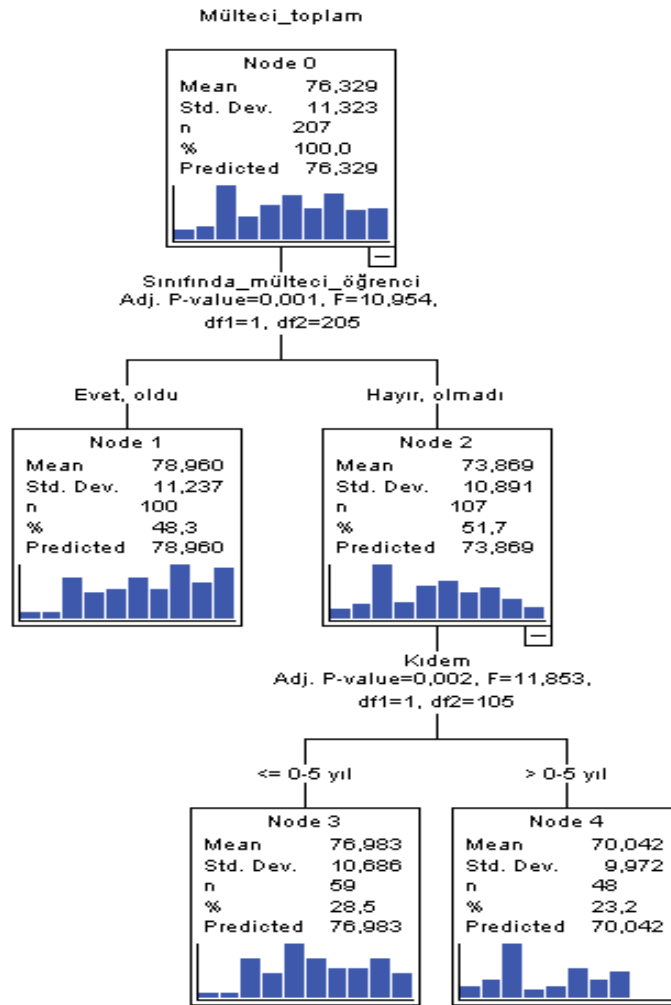 Mülteci_toplam
Node 0
Mean 76,329
Std. Dev. 11,323
n 207
% 100,0
Predicted 76,329
Sınıfında_mülteci_öğrenci
Adj. P-value=0,001, F=10,954,
df1=1, df2=205
Evet, oldu
Hayır, olmadı
Node 1
Mean 78,960
Std. Dev. 11,237
n 100
% 48,3
Predicted 78,960
Node 2
Mean 73,869
Std. Dev. 10,891
n 107
% 51,7
Predicted 73,869
Kıdem
Adj. P-value=0,002, F=11,853,
df1=1, df2=105
<= 0-5 yıl
> 0-5 yıl
Node 3
Mean 76,983
Std. Dev. 10,686
n 59
% 28,5
Predicted 76,983
Node 4
Mean 70,042
Std. Dev. 9,972
n 48
% 23,2
Predicted 70,042